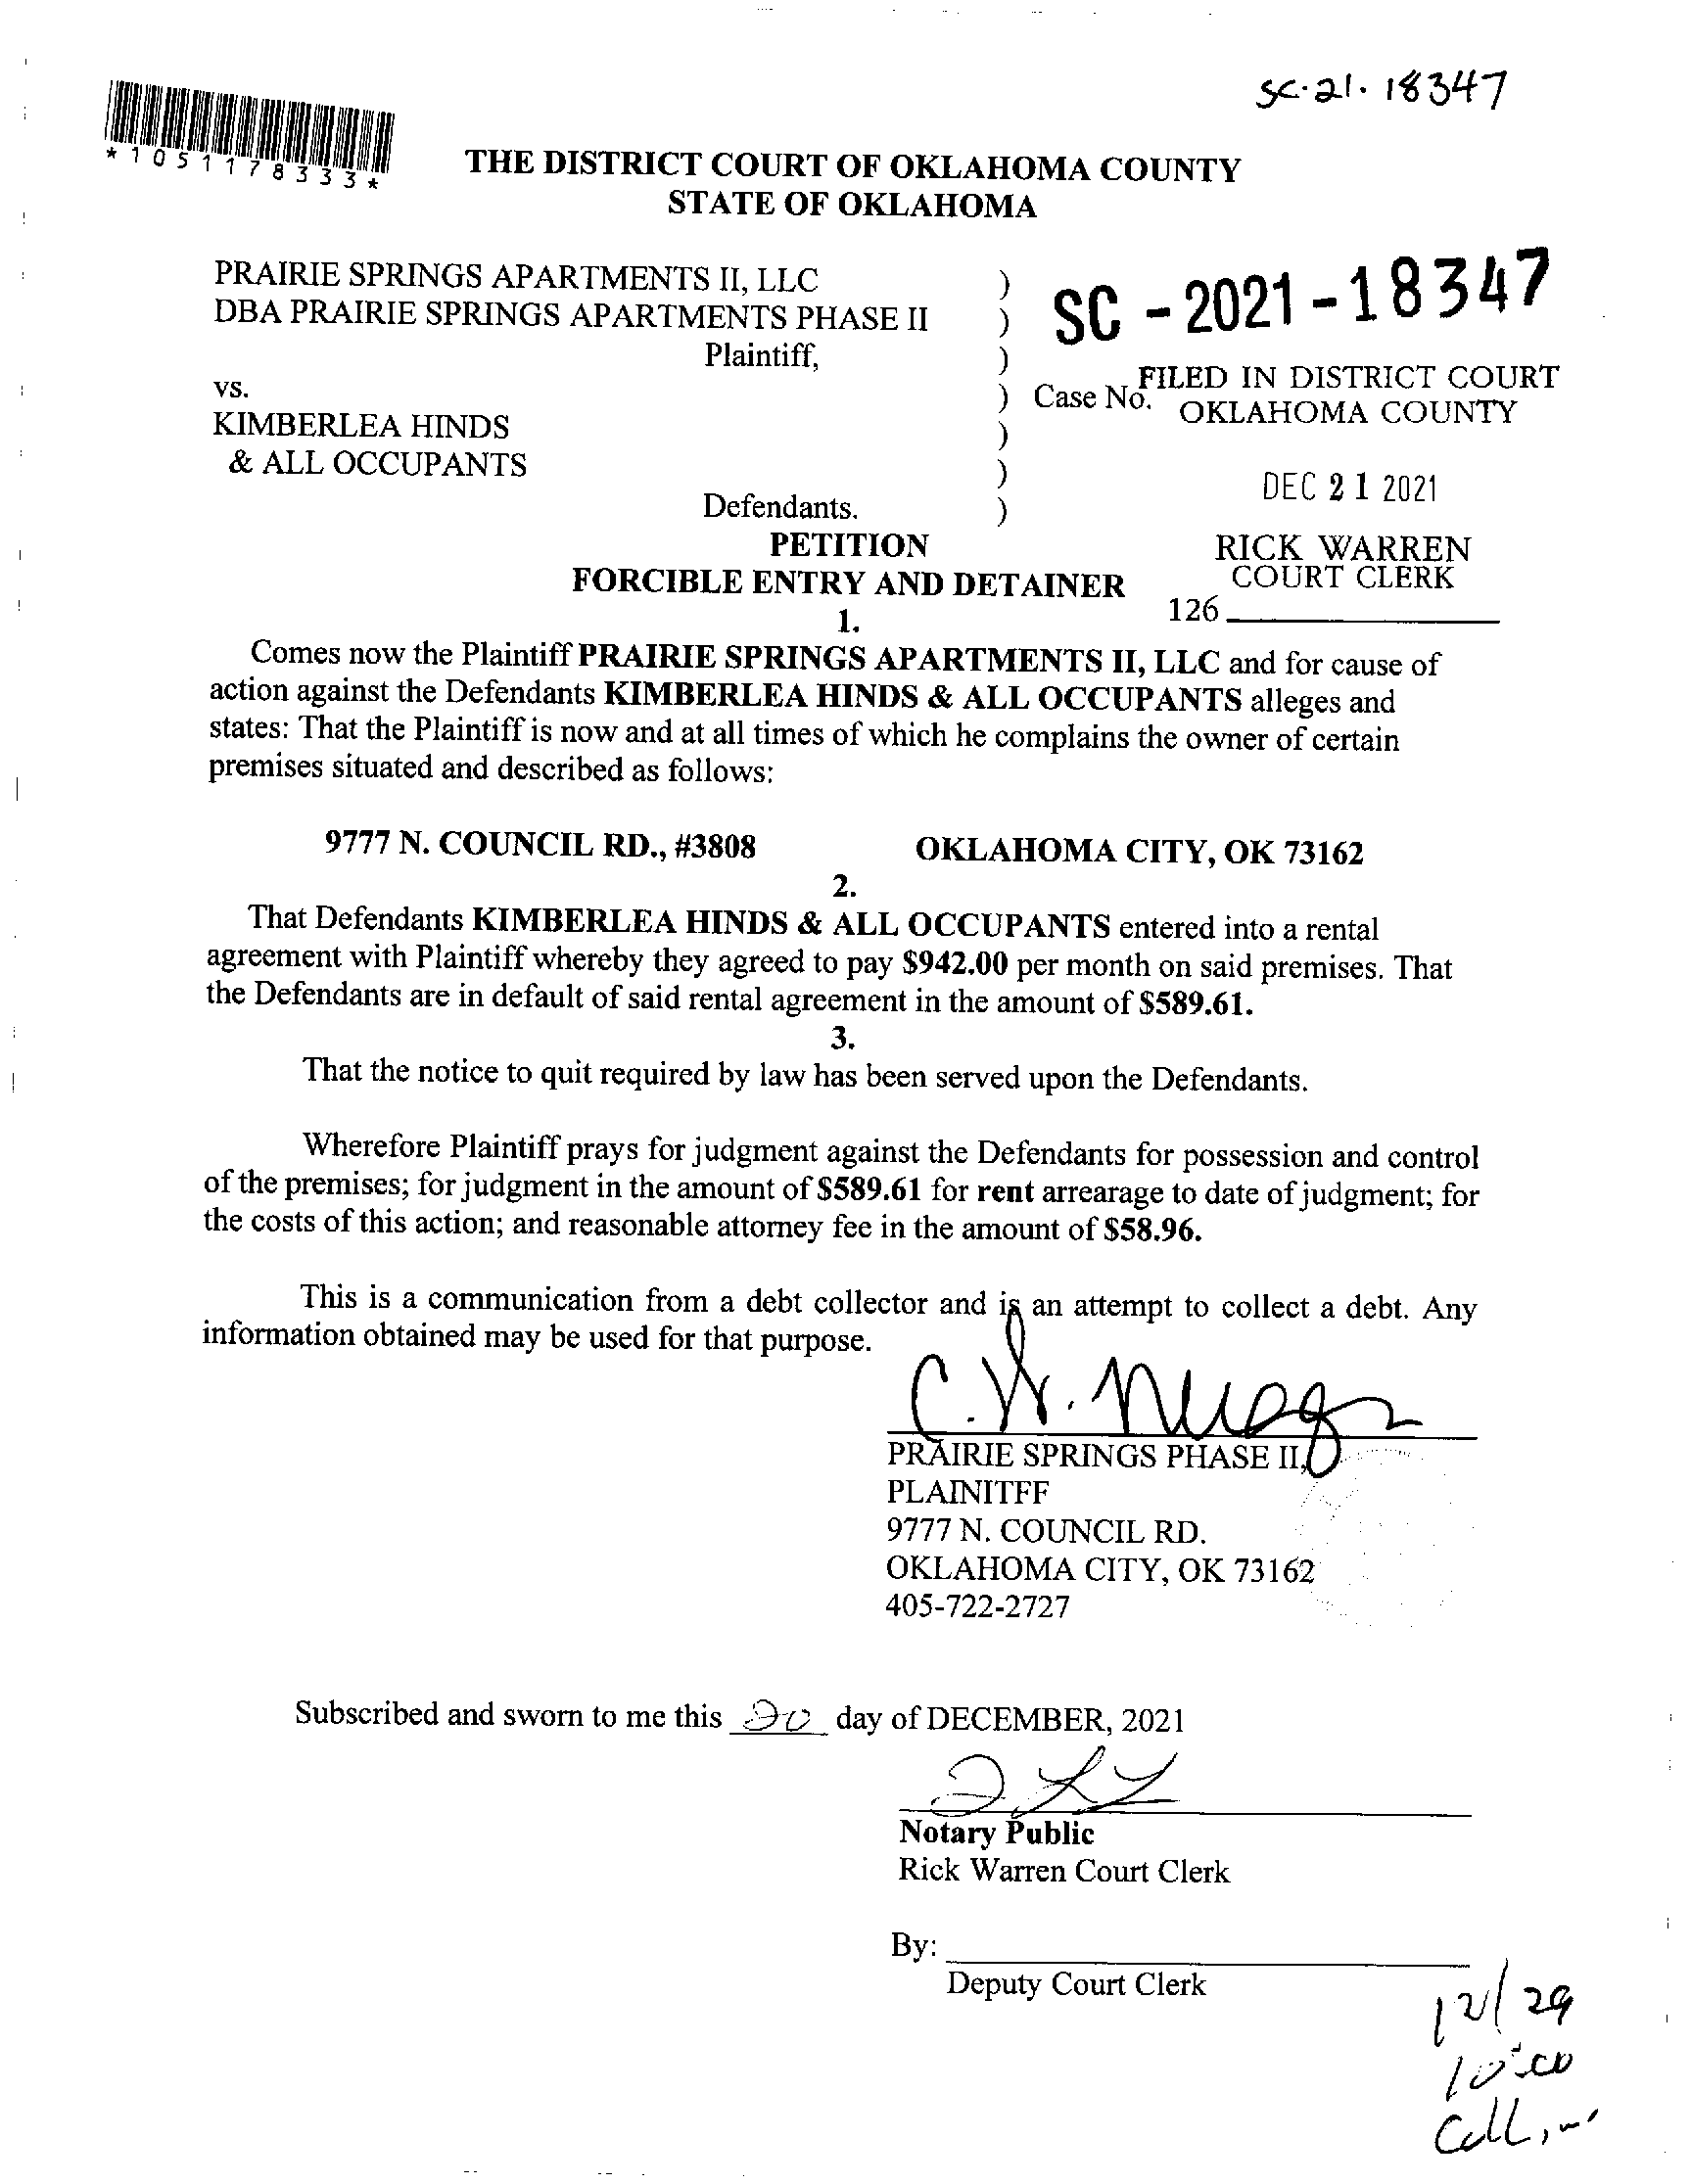 SC-21-18347
*1051178333*
THE DISTRICT COURT OF OKLAHOMA COUNTY
STATE OF OKLAHOMA
PRAIRIE SPRINGS APARTMENTS II, LLC )
DBA PRAIRIE SPRINGS APARTMENTS PHASE II )
SC - 2021 - 18347
Plaintiff, )
vs. ) Case No.
FILED IN DISTRICT COURT
OKLAHOMA COUNTY
KIMBERLEA HINDS )
& ALL OCCUPANTS )
DEC 21 2021
Defendants. )
PETITION
RICK WARREN
COURT CLERK
FORCIBLE ENTRY AND DETAINER
126
1.
Comes now the Plaintiff PRAIRIE SPRINGS APARTMENTS II, LLC and for cause of
action against the Defendants KIMBERLEA HINDS & ALL OCCUPANTS alleges and
states: That the Plaintiff is now and at all times of which he complains the owner of certain
premises situated and described as follows:
9777 N. COUNCIL RD., #3808 OKLAHOMA CITY, OK 73162
2.
That Defendants KIMBERLEA HINDS & ALL OCCUPANTS entered into a rental
agreement with Plaintiff whereby they agreed to pay $942.00 per month on said premises. That
the Defendants are in default of said rental agreement in the amount of $589.61.
3.
That the notice to quit required by law has been served upon the Defendants.
Wherefore Plaintiff prays for judgment against the Defendants for possession and control
of the premises; for judgment in the amount of $589.61 for rent arrearage to date of judgment; for
the costs of this action; and reasonable attorney fee in the amount of $58.96.
This is a communication from a debt collector and is an attempt to collect a debt. Any
information obtained may be used for that purpose.
PRAIRIE SPRINGS PHASE II,
PLAINITFF
9777 N. COUNCIL RD.
OKLAHOMA CITY, OK 73162
405-722-2727
Subscribed and sworn to me this 20 day of DECEMBER, 2021
Notary Public
Rick Warren Court Clerk
By:
Deputy Court Clerk
12/29
10:00